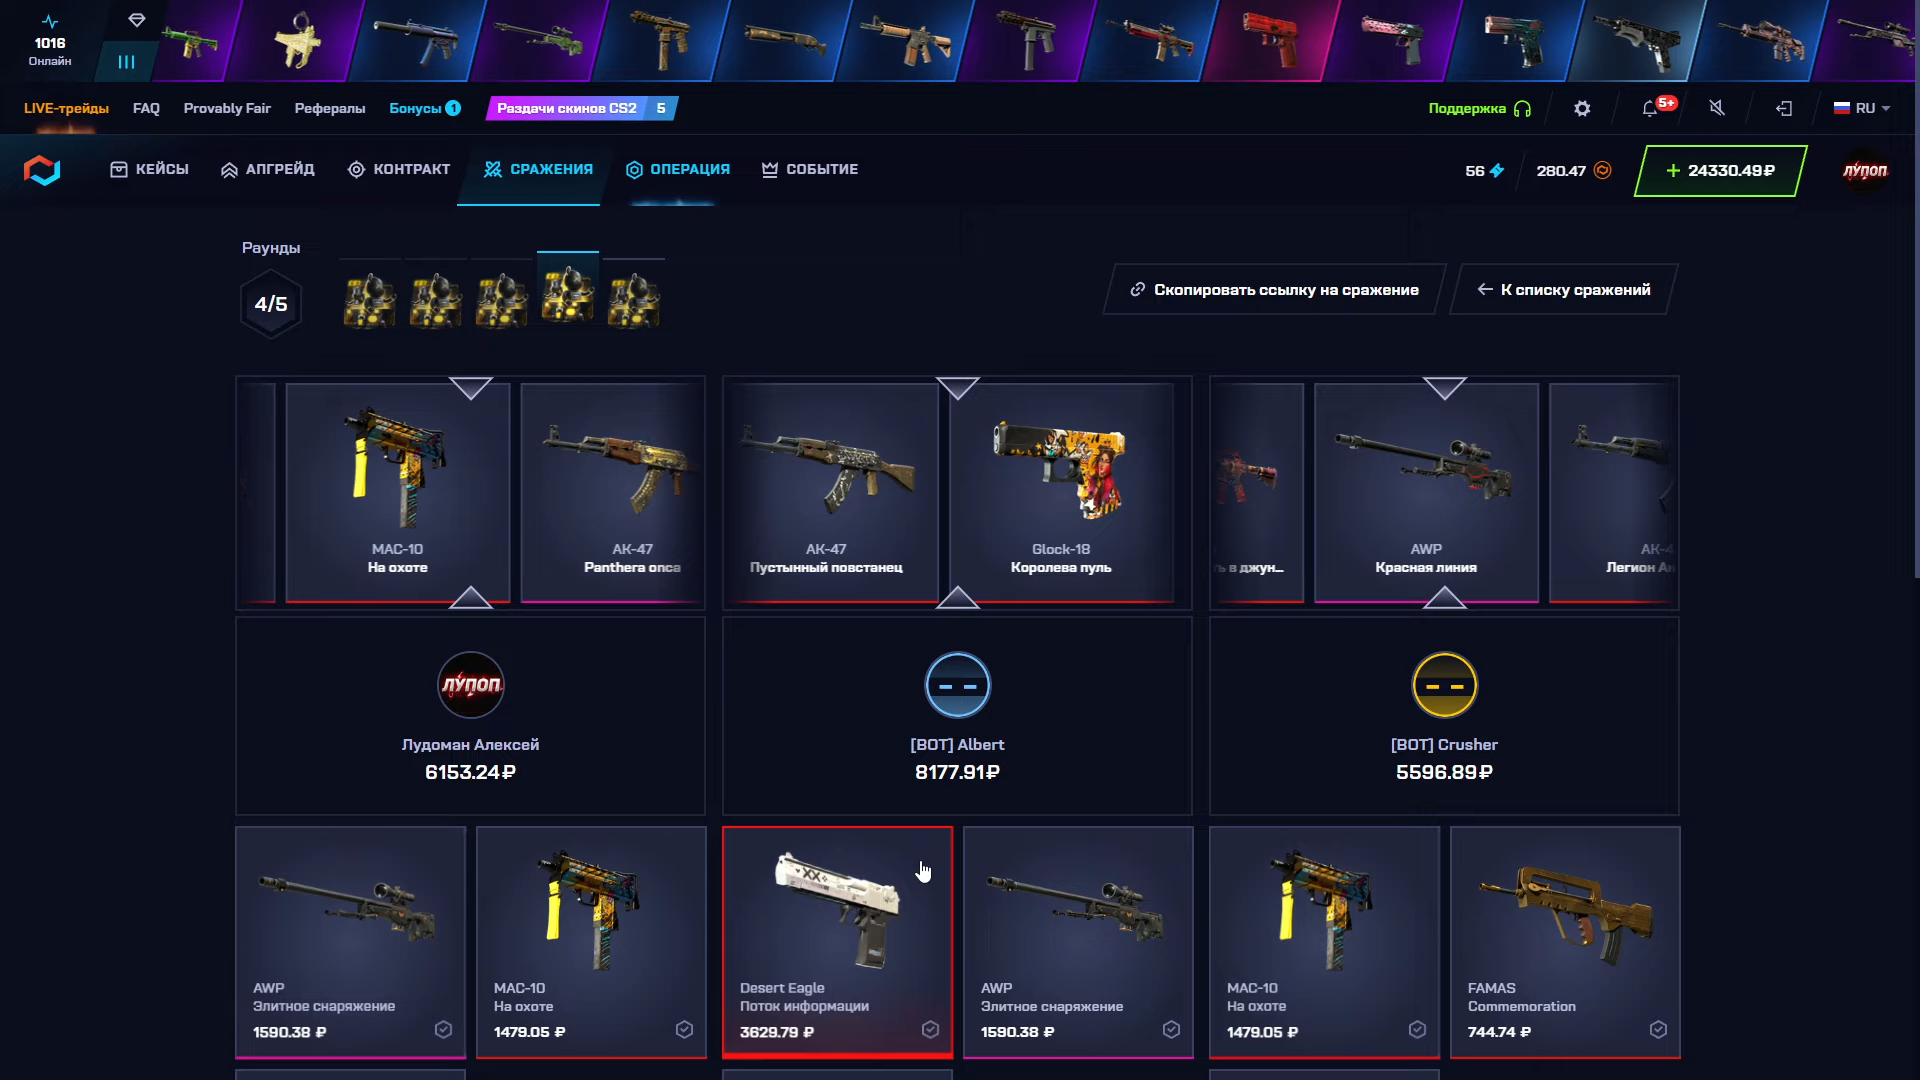 1016
Онлайн
LIVE-трейды
FAQ
Provably Fair
Рефералы
Бонусы 1
Раздачи скинов CS2 5
Поддержка
5+
RU
КЕЙСЫ
АПГРЕЙД
КОНТРАКТ
СРАЖЕНИЯ
ОПЕРАЦИЯ
СОБЫТИЕ
56
280.47
+ 24330.49₽
ЛУПОП
Раунды
4/5
Скопировать ссылку на сражение
К списку сражений
MAC-10
На охоте
AK-47
Panthera onca
AK-47
Пустынный повстанец
Glock-18
Королева пуль
ь в джун...
AWP
Красная линия
AK-4
Легион Ан
ЛУПОП
Лудоман Алексей
6153.24₽
[BOT] Albert
8177.91₽
[BOT] Crusher
5596.89₽
AWP
Элитное снаряжение
1590.38 ₽
MAC-10
На охоте
1479.05 ₽
Desert Eagle
Поток информации
3629.79 ₽
AWP
Элитное снаряжение
1590.38 ₽
MAC-10
На охоте
1479.05 ₽
FAMAS
Commemoration
744.74 ₽